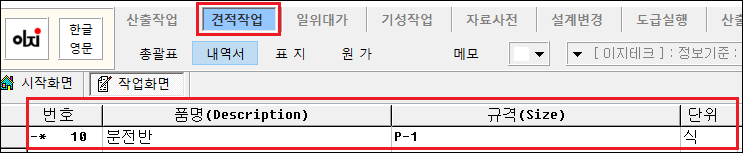 산출작업 견적작업 일위대가 기성작업 자료사전 설계변경 도급실행
이지 한글 영문
총괄표 내역서 표 지 원 가 메모 [ 이지테크 ] : 정보기준 :
시작화면 작업화면
번호 품명(Description) 규격(Size) 단위
-* 10 분전반 P-1 식